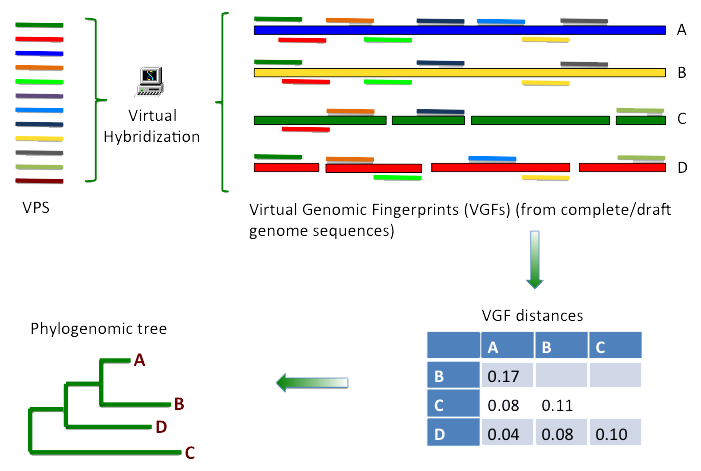 VPS
Virtual
Hybridization
A
B
C
D
Virtual Genomic Fingerprints (VGFs) (from complete/draft
genome sequences)
VGF distances
A B C
B 0.17
C 0.08 0.11
D 0.04 0.08 0.10
Phylogenomic tree
A
B
D
C